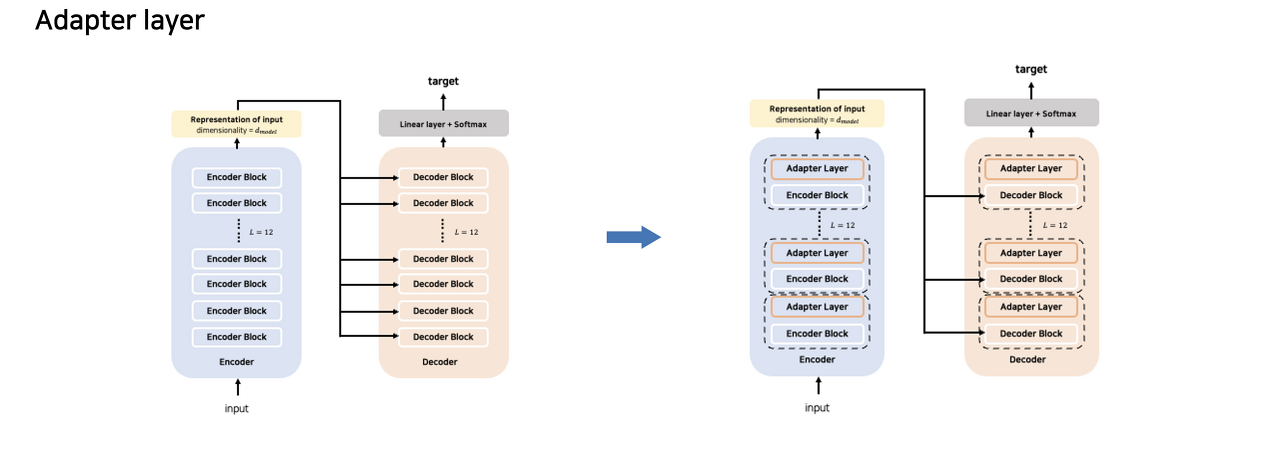 Adapter layer
target
Representation of input
dimensionality = d_model
Linear layer + Softmax
Encoder Block
Encoder Block
L = 12
Encoder Block
Encoder Block
Encoder Block
Encoder Block
Encoder
input
Decoder Block
Decoder Block
L = 12
Decoder Block
Decoder Block
Decoder Block
Decoder Block
Decoder
target
Representation of input
dimensionality = d_model
Linear layer + Softmax
Adapter Layer
Encoder Block
L = 12
Adapter Layer
Encoder Block
Adapter Layer
Encoder Block
Encoder
input
Adapter Layer
Decoder Block
L = 12
Adapter Layer
Decoder Block
Adapter Layer
Decoder Block
Decoder